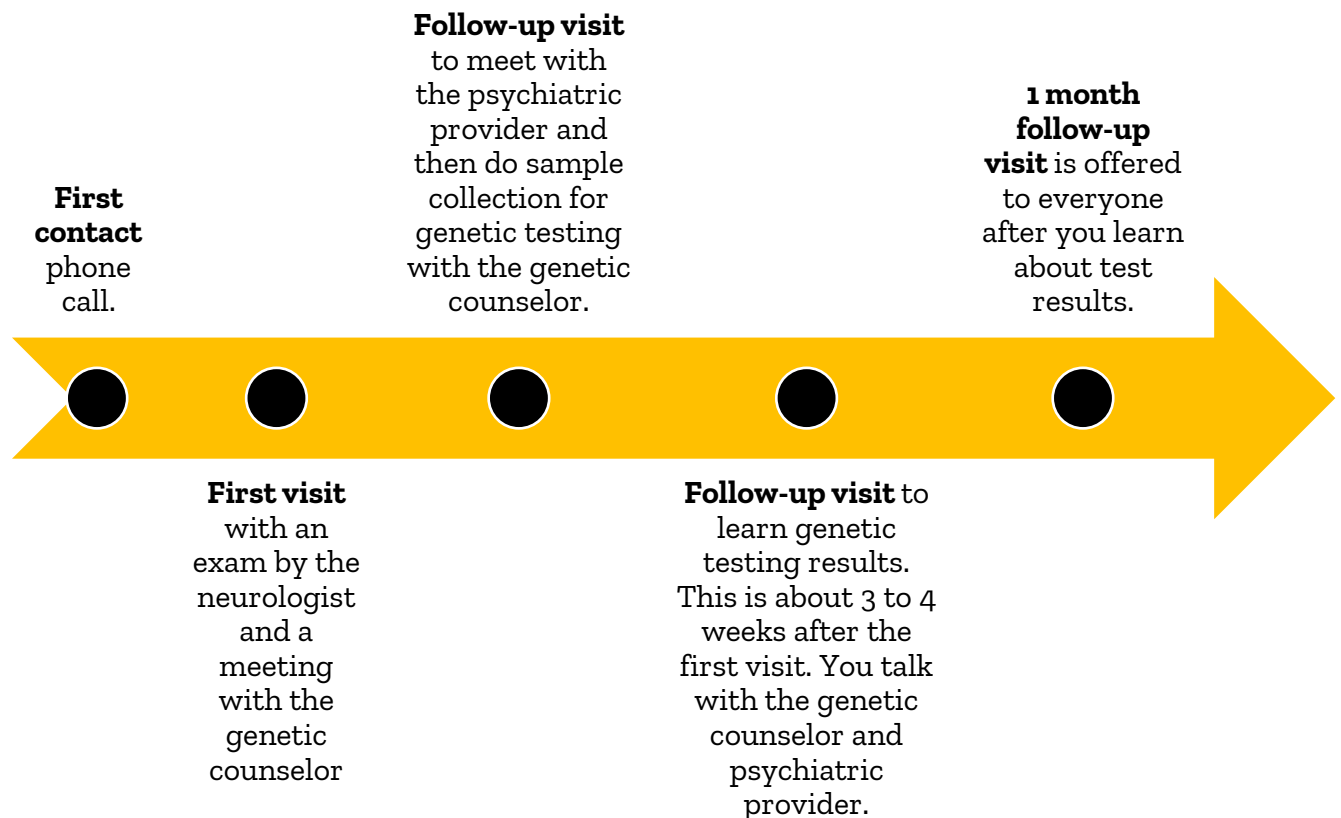 First
contact
phone
call.
First visit
with an
exam by the
neurologist
and a
meeting
with the
genetic
counselor
Follow-up visit
to meet with
the psychiatric
provider and
then do sample
collection for
genetic testing
with the genetic
counselor.
Follow-up visit to
learn genetic
testing results.
This is about 3 to 4
weeks after the
first visit. You talk
with the genetic
counselor and
psychiatric
provider.
1 month
follow-up
visit is offered
to everyone
after you learn
about test
results.